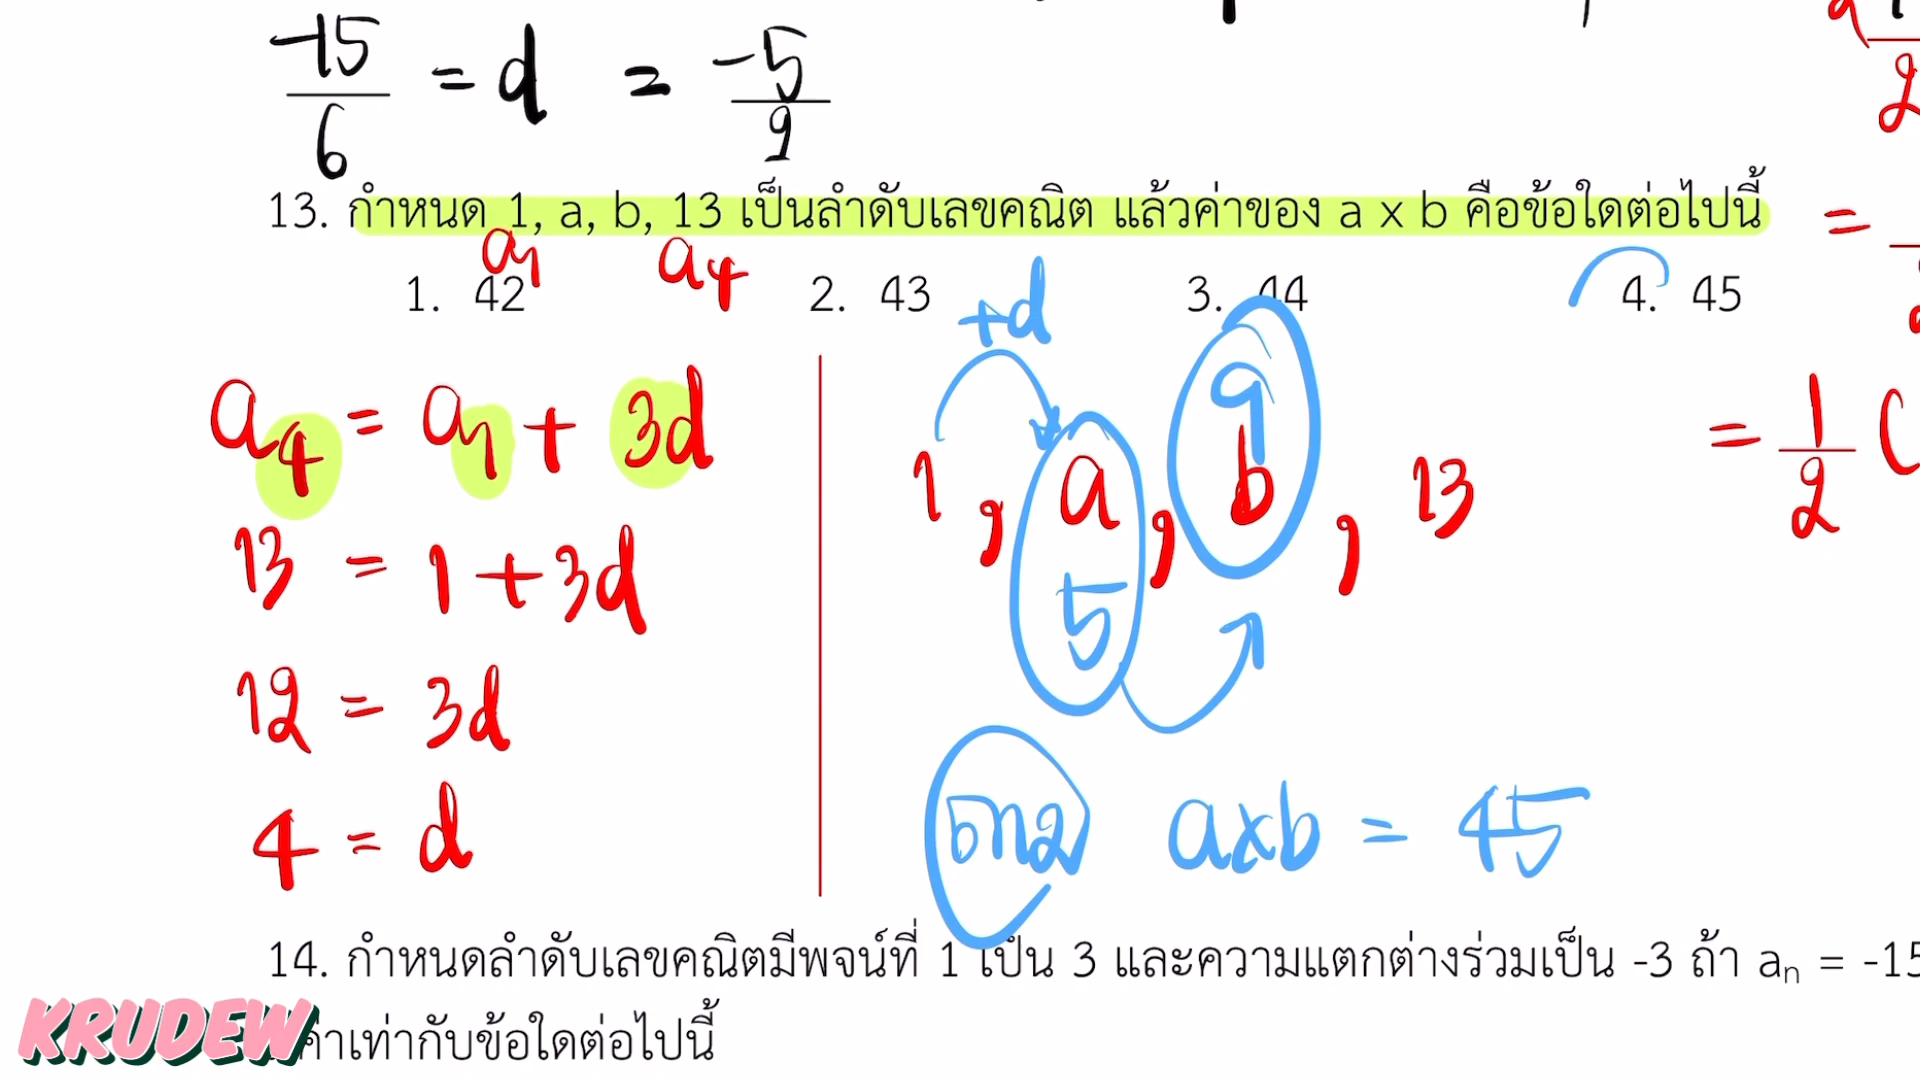 -15/6 = d = -5/2
13. กำหนด 1, a, b, 13 เป็นลำดับเลขคณิต แล้วค่าของ a x b คือข้อใดต่อไปนี้
a1 a4
1. 42 2. 43 3. 44 4. 45
+d
a4 = a1 + 3d
9
1, a, b, 13
= 1/2 (
13 = 1 + 3d
5
12 = 3d
ถาม axb = 45
4 = d
14. กำหนดลำดับเลขคณิตมีพจน์ที่ 1 เป็น 3 และความแตกต่างร่วมเป็น -3 ถ้า an = -15
KRUDEW ค่าเท่ากับข้อใดต่อไปนี้